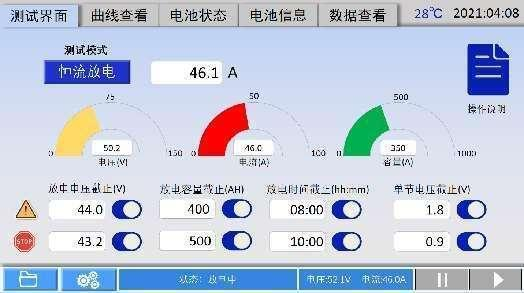 测试界面 曲线查看 电池状态 电池信息 数据查看 28℃ 2021:04:08
测试模式
恒流放电 46.1 A
操作说明
75 50 500
50.2 46.0 350
0 150 0 100 0 1000
电压(V) 电流(A) 容量(A)
放电电压截止(V) 放电容量截止(AH) 放电时间截止(hh:mm) 单节电压截止(V)
44.0 400 08:00 1.8
STOP 43.2 500 10:00 0.9
状态: 放电中 电压:52.1V 电流:46.0A